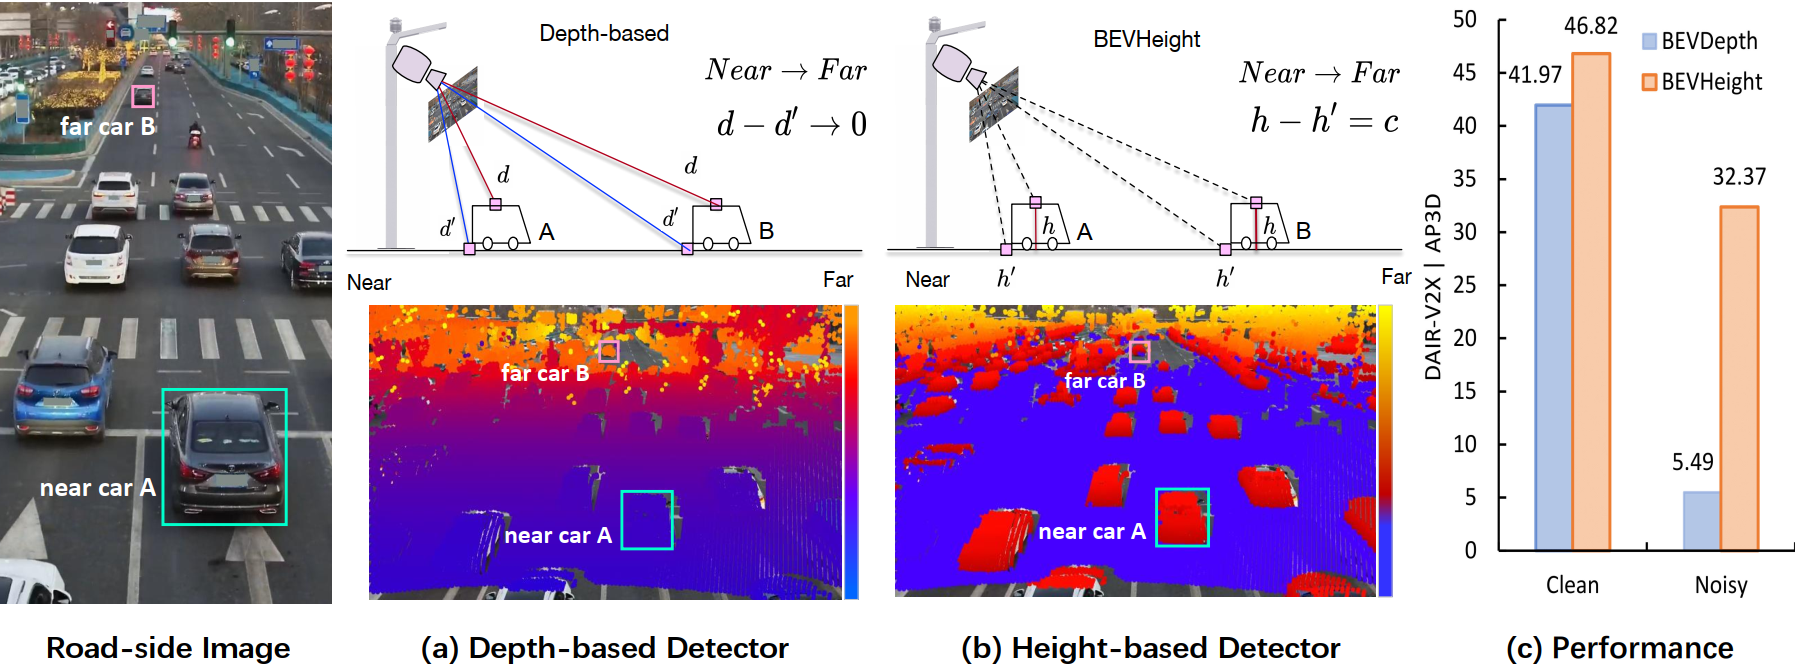 far car B
near car A
Road-side Image
Depth-based
Near → Far
d − d′ → 0
d
d
d′
d′
A
B
Near
Far
far car B
near car A
(a) Depth-based Detector
BEVHeight
Near → Far
h − h′ = c
h
h
A
B
h′
h′
Near
Far
far car B
near car A
(b) Height-based Detector
DAIR-V2X | AP3D
50
45
40
35
30
25
20
15
10
5
0
BEVDepth
BEVHeight
41.97
46.82
5.49
32.37
Clean
Noisy
(c) Performance